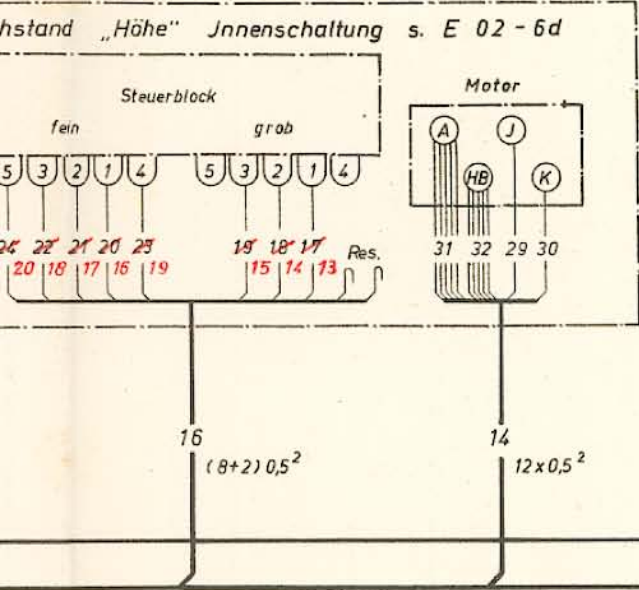 „Höhe" Jnnenschaltung s. E 02-6d
Steuerblock
Motor
fein
grob
A
J
5 3 2 1 4
5 3 2 1 4
HB
K
24 22 21 20 23
19 18 17
Res.
31 32 29 30
20 18 17 16 19
15 14 13
16
14
(8+2) 0,5²
12x0,5²